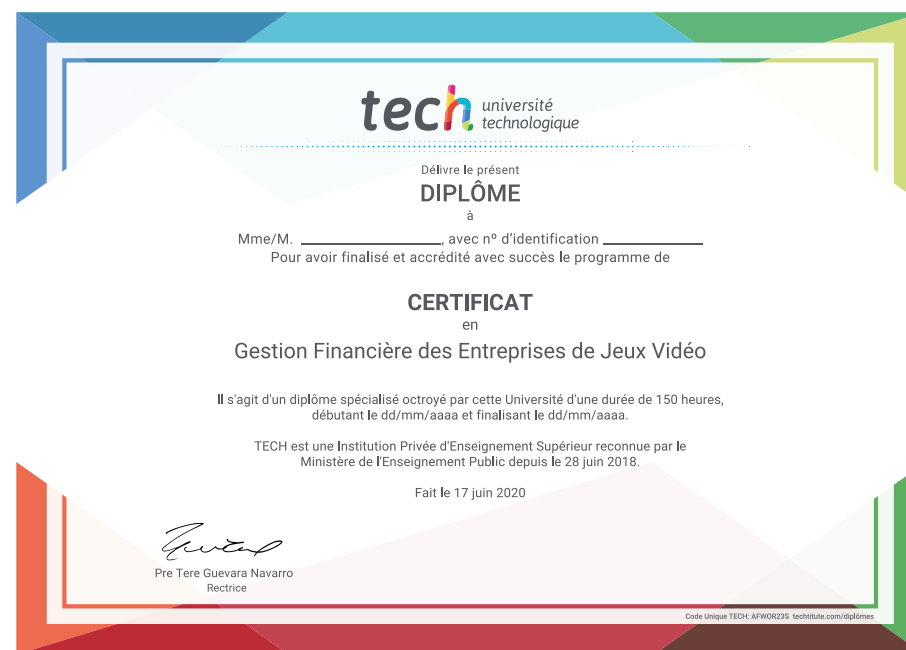 tech université
technologique
Délivre le présent
DIPLÔME
à
Mme/M. ____________________, avec nº d'identification ______________
Pour avoir finalisé et accrédité avec succès le programme de
CERTIFICAT
en
Gestion Financière des Entreprises de Jeux Vidéo
Il s'agit d'un diplôme spécialisé octroyé par cette Université d'une durée de 150 heures,
débutant le dd/mm/aaaa et finalisant le dd/mm/aaaa.
TECH est une Institution Privée d'Enseignement Supérieur reconnue par le
Ministère de l'Enseignement Public depuis le 28 juin 2018.
Fait le 17 juin 2020
Pre Tere Guevara Navarro
Rectrice
Code Unique TECH: AFWOR23S techtitute.com/diplômes